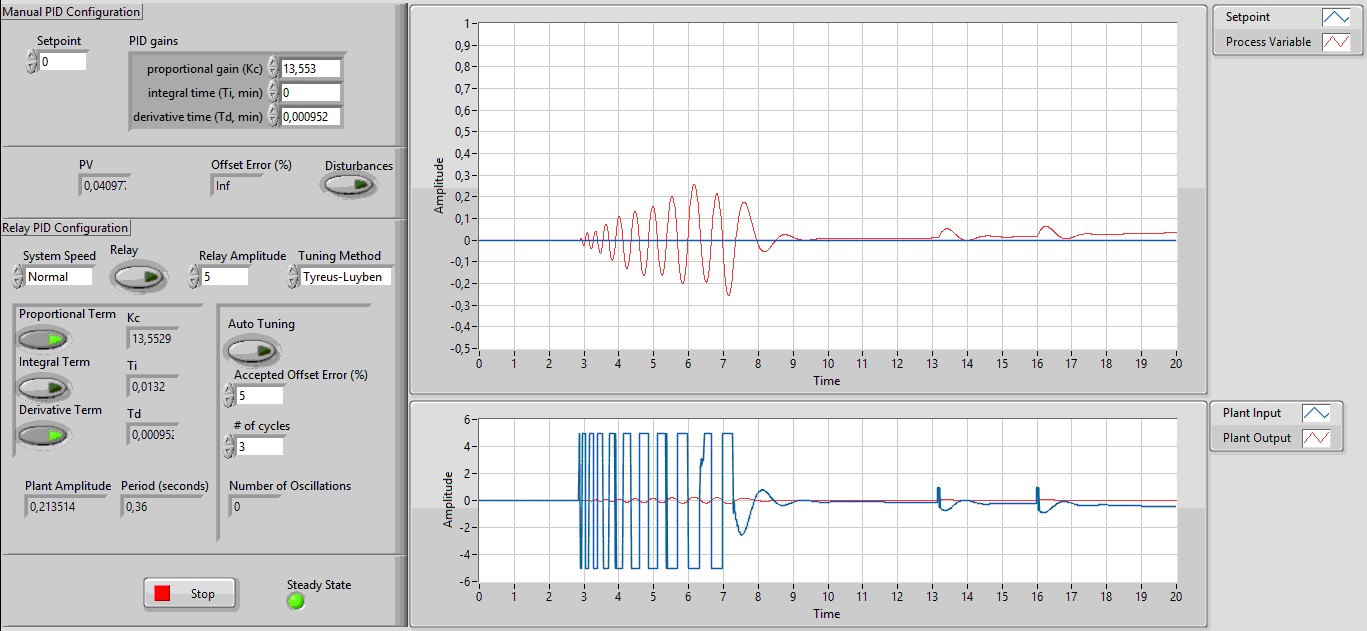 Manual PID Configuration
Setpoint
0
PID gains
proportional gain (Kc) 13,553
integral time (Ti, min) 0
derivative time (Td, min) 0,000952
PV
0,04097
Offset Error (%)
Inf
Disturbances
Relay PID Configuration
System Speed
Normal
Relay
Relay Amplitude
5
Tuning Method
Tyreus-Luyben
Proportional Term
Kc
13,5529
Integral Term
Ti
0,0132
Derivative Term
Td
0,000952
Auto Tuning
Accepted Offset Error (%)
5
# of cycles
3
Plant Amplitude
0,213514
Period (seconds)
0,36
Number of Oscillations
0
Stop
Steady State
Amplitude
1
0,9
0,8
0,7
0,6
0,5
0,4
0,3
0,2
0,1
0
-0,1
-0,2
-0,3
-0,4
-0,5
0 1 2 3 4 5 6 7 8 9 10 11 12 13 14 15 16 17 18 19 20
Time
Setpoint
Process Variable
Amplitude
6
4
2
0
-2
-4
-6
0 1 2 3 4 5 6 7 8 9 10 11 12 13 14 15 16 17 18 19 20
Time
Plant Input
Plant Output